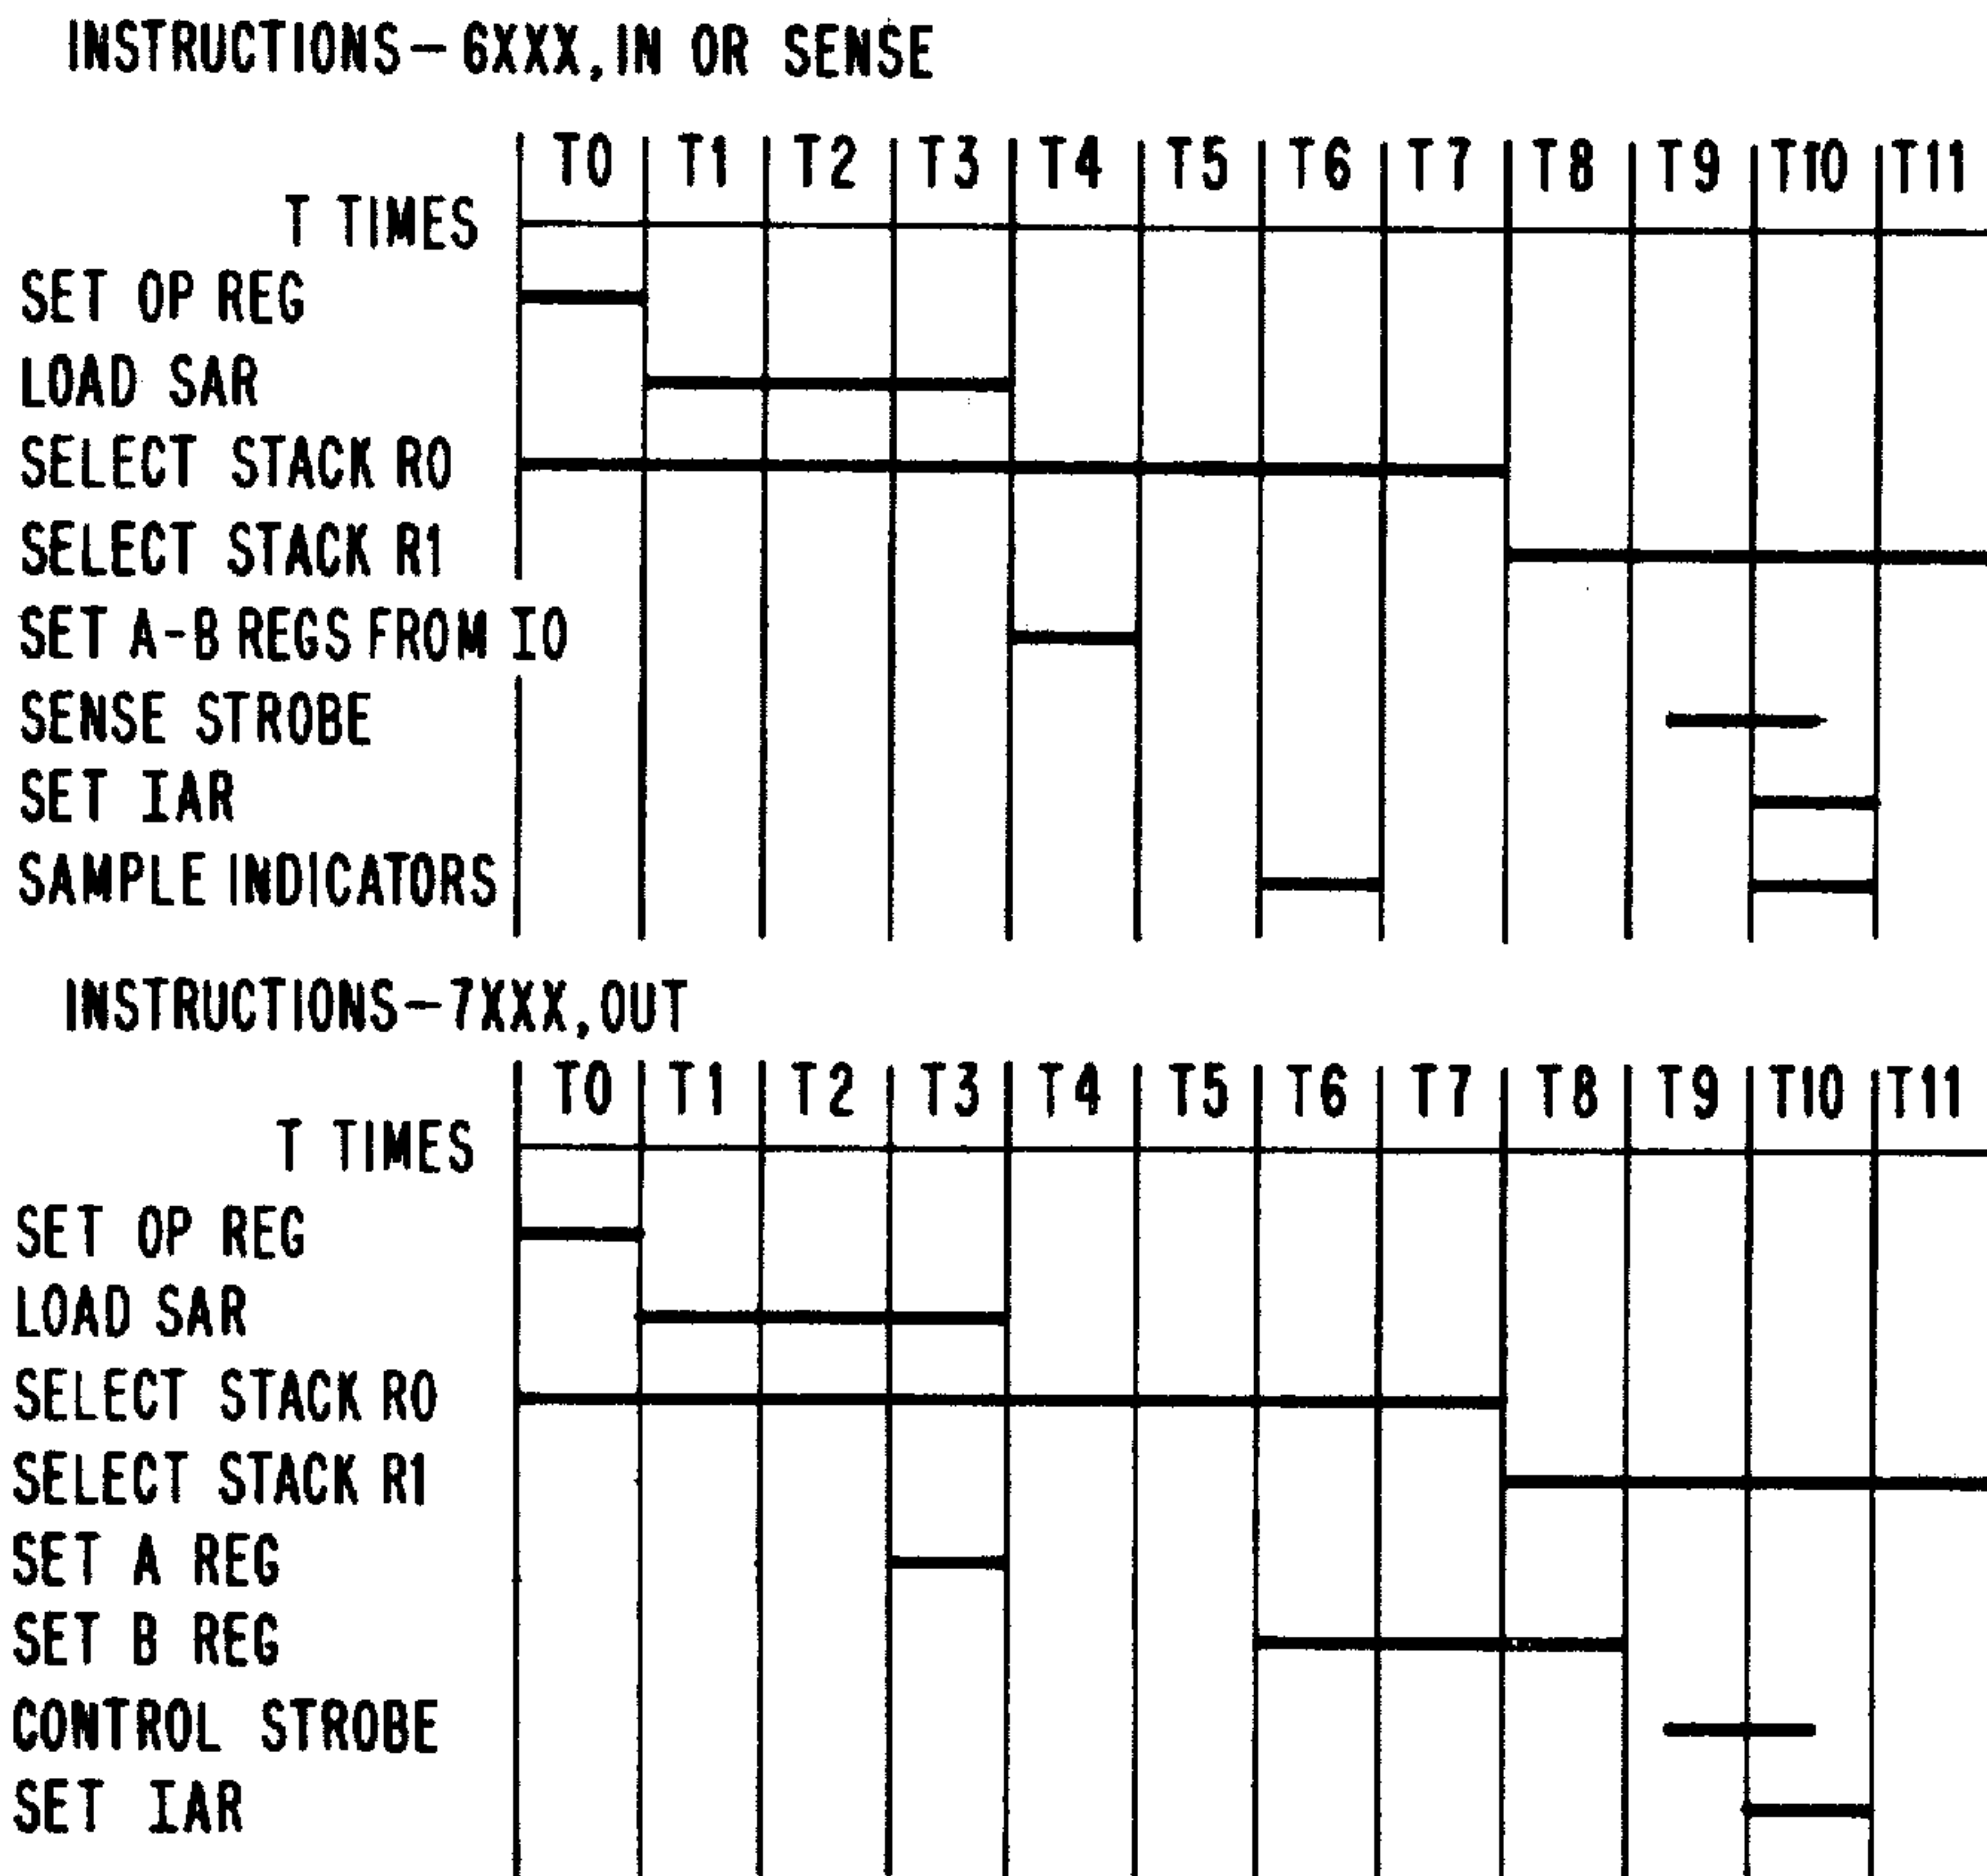 INSTRUCTIONS-6XXX, IN OR SENSE
T0 T1 T2 T3 T4 T5 T6 T7 T8 T9 T10 T11
T TIMES
SET OP REG
LOAD SAR
SELECT STACK R0
SELECT STACK R1
SET A-B REGS FROM IO
SENSE STROBE
SET IAR
SAMPLE INDICATORS
INSTRUCTIONS-7XXX, OUT
T0 T1 T2 T3 T4 T5 T6 T7 T8 T9 T10 T11
T TIMES
SET OP REG
LOAD SAR
SELECT STACK R0
SELECT STACK R1
SET A REG
SET B REG
CONTROL STROBE
SET IAR